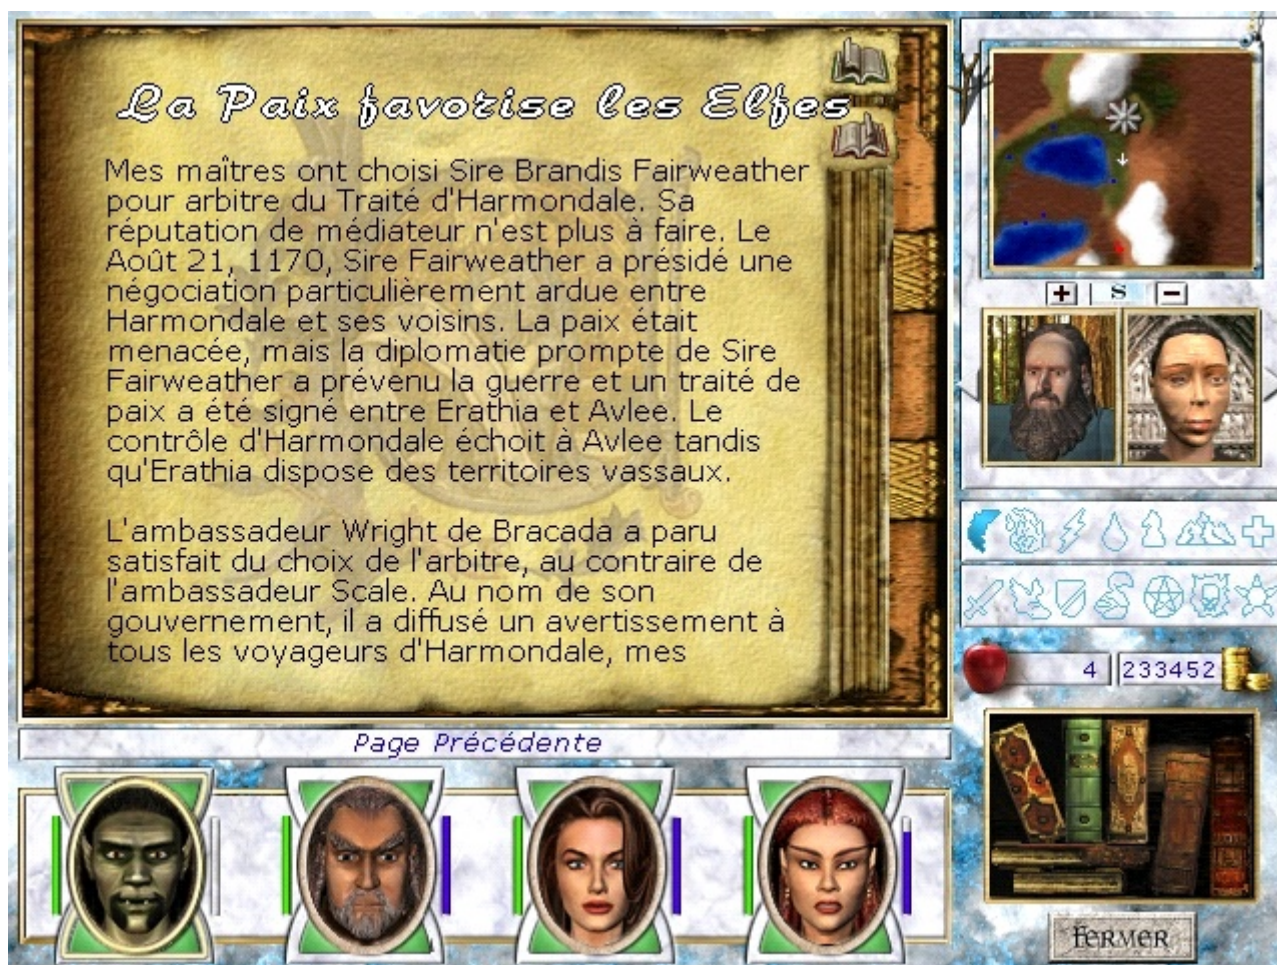 La Paix favorise les Elfes
Mes maîtres ont choisi Sire Brandis Fairweather
pour arbitre du Traité d'Harmondale. Sa
réputation de médiateur n'est plus à faire. Le
Août 21, 1170, Sire Fairweather a présidé une
négociation particulièrement ardue entre
Harmondale et ses voisins. La paix était
menacée, mais la diplomatie prompte de Sire
Fairweather a prévenu la guerre et un traité de
paix a été signé entre Erathia et Avlee. Le
contrôle d'Harmondale échoit à Avlee tandis
qu'Erathia dispose des territoires vassaux.
L'ambassadeur Wright de Bracada a paru
satisfait du choix de l'arbitre, au contraire de
l'ambassadeur Scale. Au nom de son
gouvernement, il a diffusé un avertissement à
tous les voyageurs d'Harmondale, mes
Page Précédente
+ | S -
4 233452
FERMER